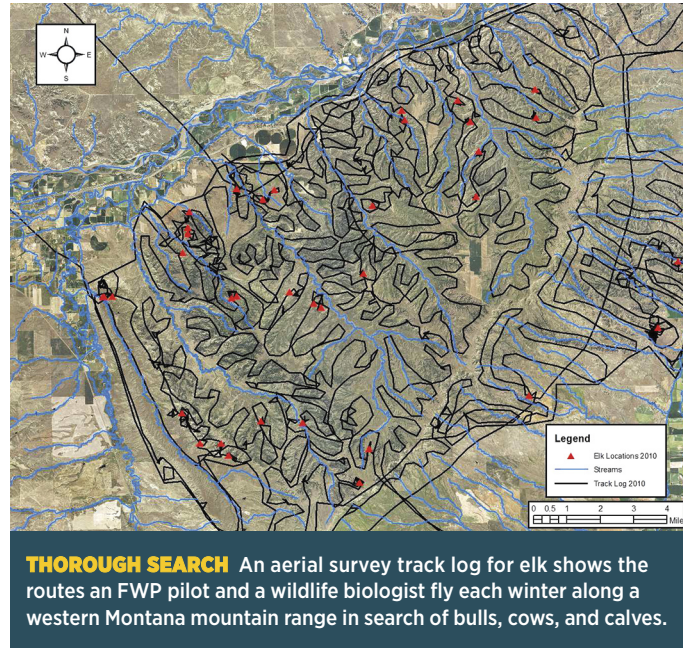 N
W E
S
Legend
Elk Locations 2010
Streams
Track Log 2010
0 0.5 1 2 3 4
Mile
THOROUGH SEARCH An aerial survey track log for elk shows the
routes an FWP pilot and a wildlife biologist fly each winter along a
western Montana mountain range in search of bulls, cows, and calves.